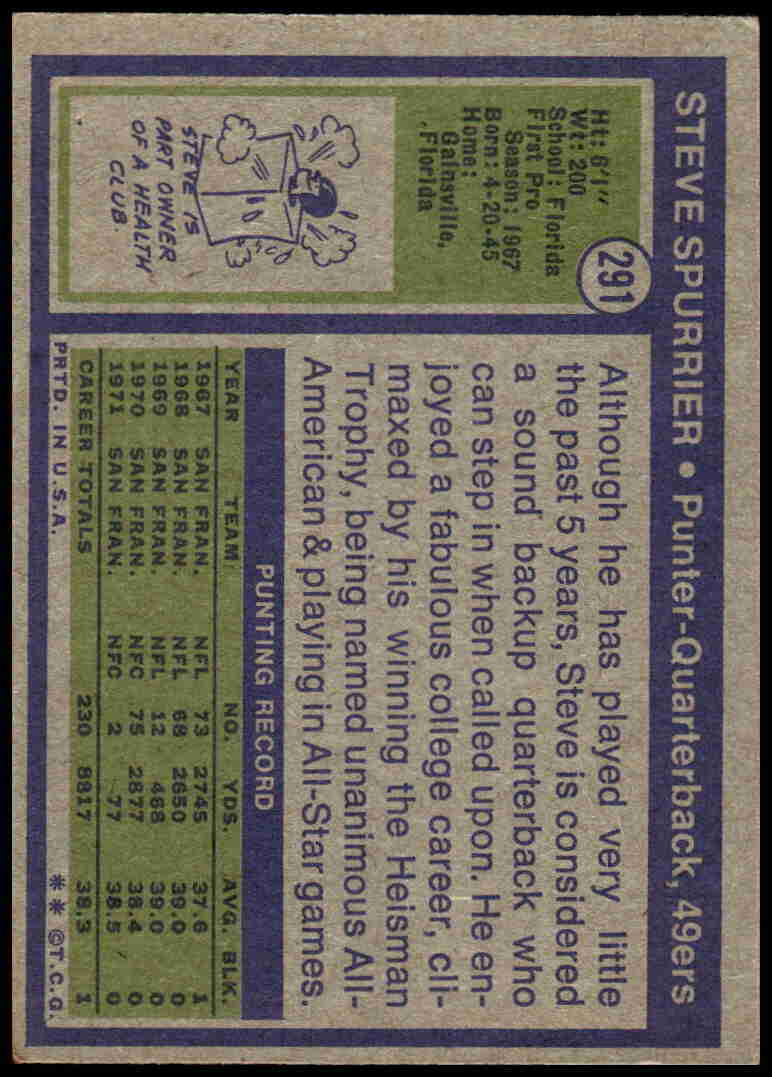 STEVE SPURRIER • Punter-Quarterback, 49ers
291
Ht: 6'1"
Wt: 200
School: Florida
First Pro
Season: 1967
Born: 4-20-45
Home:
Gainsville,
Florida
STEVE IS
PART OWNER
OF A HEALTH
CLUB.
Although he has played very little
the past 5 years, Steve is considered
a sound backup quarterback who
can step in when called upon. He en-
joyed a fabulous college career, cli-
maxed by his winning the Heisman
Trophy, being named unanimous All-
American & playing in All-Star games.
PUNTING RECORD
YEAR TEAM NO. YDS. AVG. BLK.
1967 SAN FRAN. NFL 73 2745 37.6 1
1968 SAN FRAN. NFL 68 2650 39.0 0
1969 SAN FRAN. NFL 12 468 39.0 0
1970 SAN FRAN. NFC 75 2877 38.4 0
1971 SAN FRAN. NFC 2 77 38.5 0
CAREER TOTALS 230 8817 38.3 1
PRTD. IN U.S.A. ** ©T.C.G.